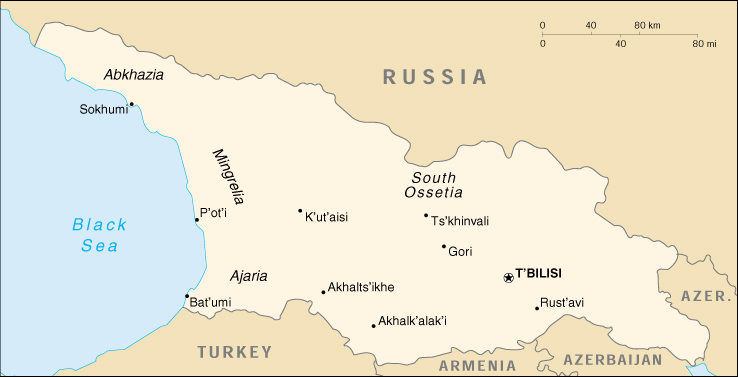 0 40 80 km
0 40 80 mi
RUSSIA
Abkhazia
Sokhumi
Mingrelia
South
Ossetia
P'ot'i
K'ut'aisi
Ts'khinvali
Black
Sea
Gori
Ajaria
T'BILISI
Akhalts'ikhe
AZER.
Bat'umi
Rust'avi
Akhalk'alak'i
TURKEY
ARMENIA
AZERBAIJAN